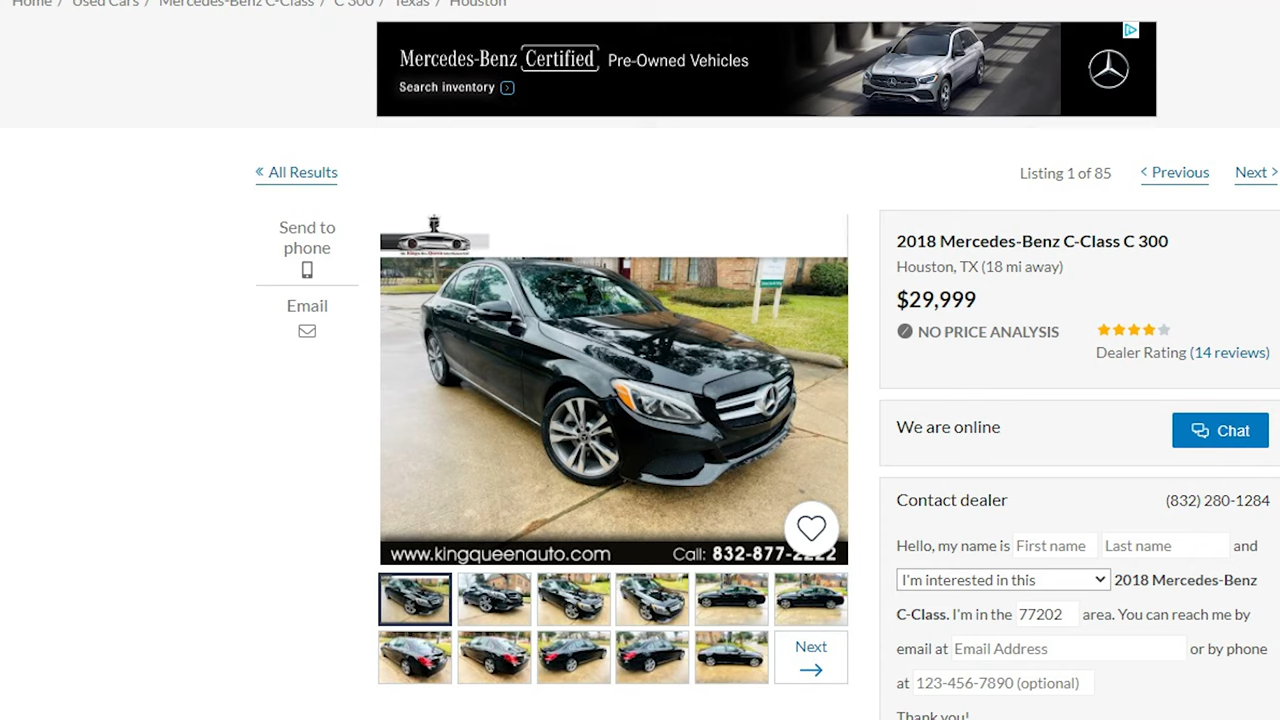 Home / Used Cars / Mercedes-Benz C-Class / C 300 / Texas / Houston
Mercedes-Benz Certified Pre-Owned Vehicles
Search inventory
All Results
Listing 1 of 85
Previous
Next
Send to
phone
Email
www.kingqueenauto.com
Call: 832-877-2222
Next
2018 Mercedes-Benz C-Class C 300
Houston, TX (18 mi away)
$29,999
NO PRICE ANALYSIS
Dealer Rating (14 reviews)
We are online
Chat
Contact dealer
(832) 280-1284
Hello, my name is First name Last name and
I'm interested in this 2018 Mercedes-Benz
C-Class. I'm in the 77202 area. You can reach me by
email at Email Address or by phone
at 123-456-7890 (optional)
Thank you!